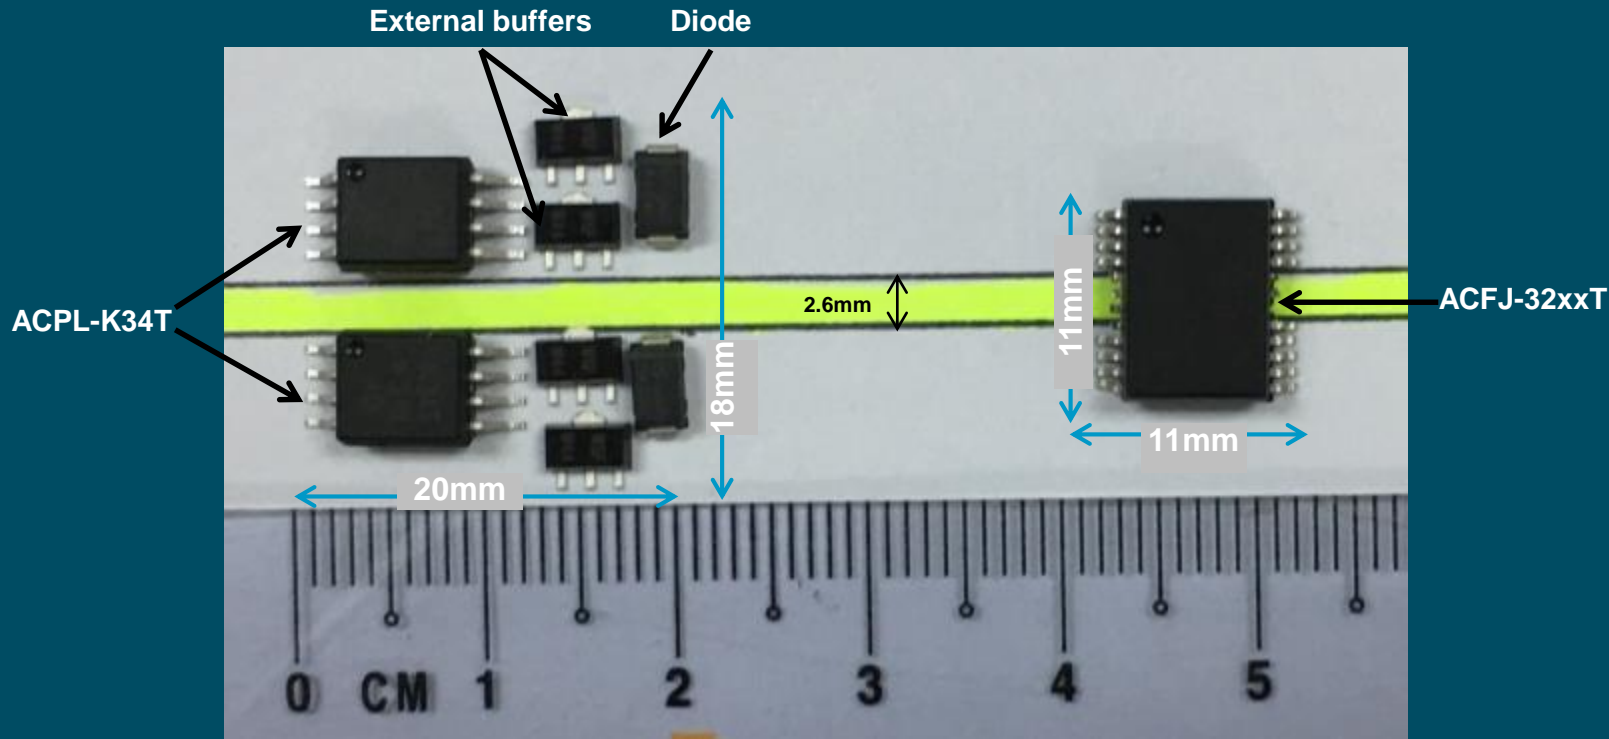 External buffers
Diode
ACPL-K34T
2.6mm
11mm
ACFJ-32xxT
18mm
11mm
20mm
0 CM 1 2 3 4 5